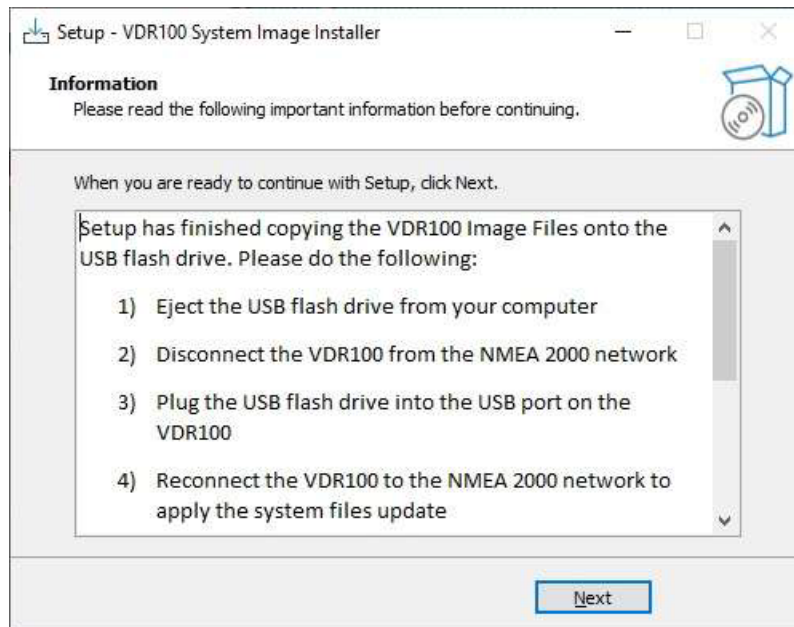 Setup - VDR100 System Image Installer
Information
Please read the following important information before continuing.
When you are ready to continue with Setup, click Next.
Setup has finished copying the VDR100 Image Files onto the
USB flash drive. Please do the following:
1) Eject the USB flash drive from your computer
2) Disconnect the VDR100 from the NMEA 2000 network
3) Plug the USB flash drive into the USB port on the
VDR100
4) Reconnect the VDR100 to the NMEA 2000 network to
apply the system files update
Next